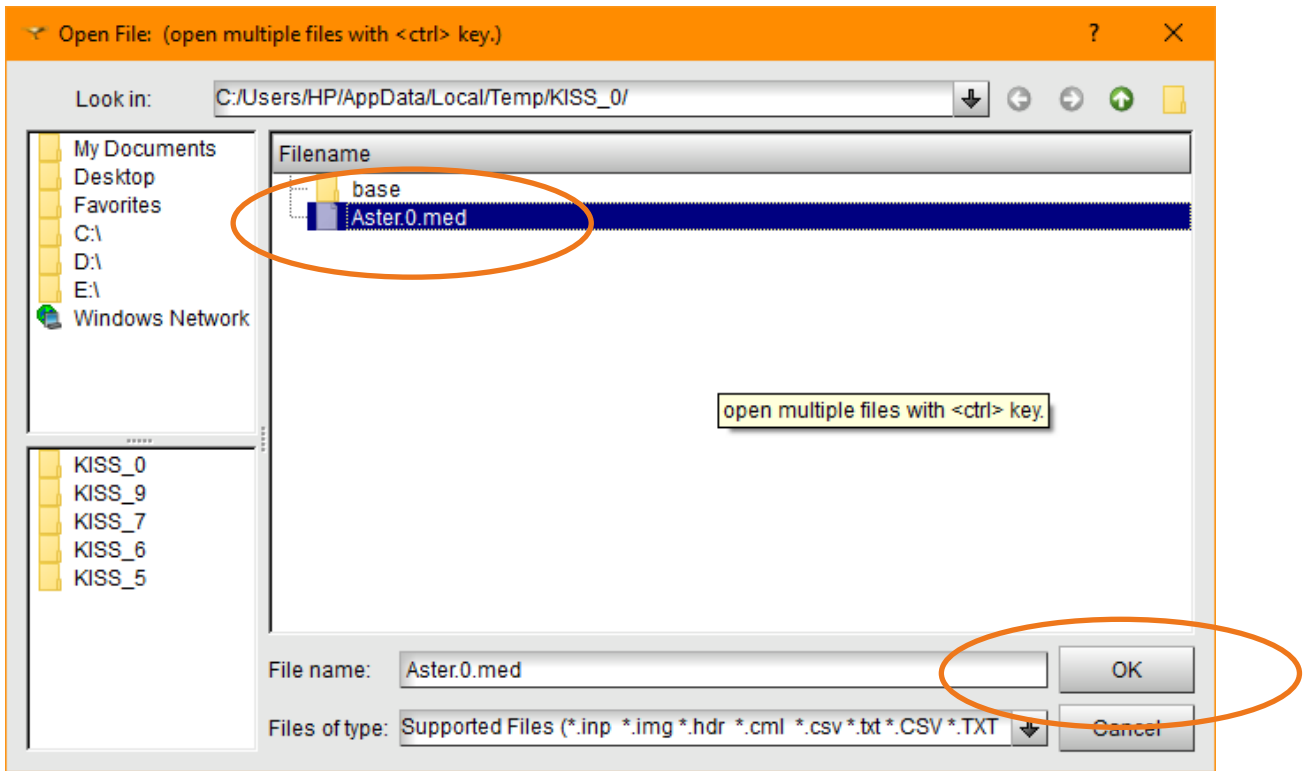 Open File: (open multiple files with <ctrl> key.)
?
Look in:
C:/Users/HP/AppData/Local/Temp/KISS_0/
My Documents
Desktop
Favorites
C:\
D:\
E:\
Windows Network
Filename
base
Aster.0.med
open multiple files with <ctrl> key.
KISS_0
KISS_9
KISS_7
KISS_6
KISS_5
File name:
Aster.0.med
OK
Files of type:
Supported Files (*.inp *.img *.hdr *.cml *.csv *.txt *.CSV *.TXT
Cancel